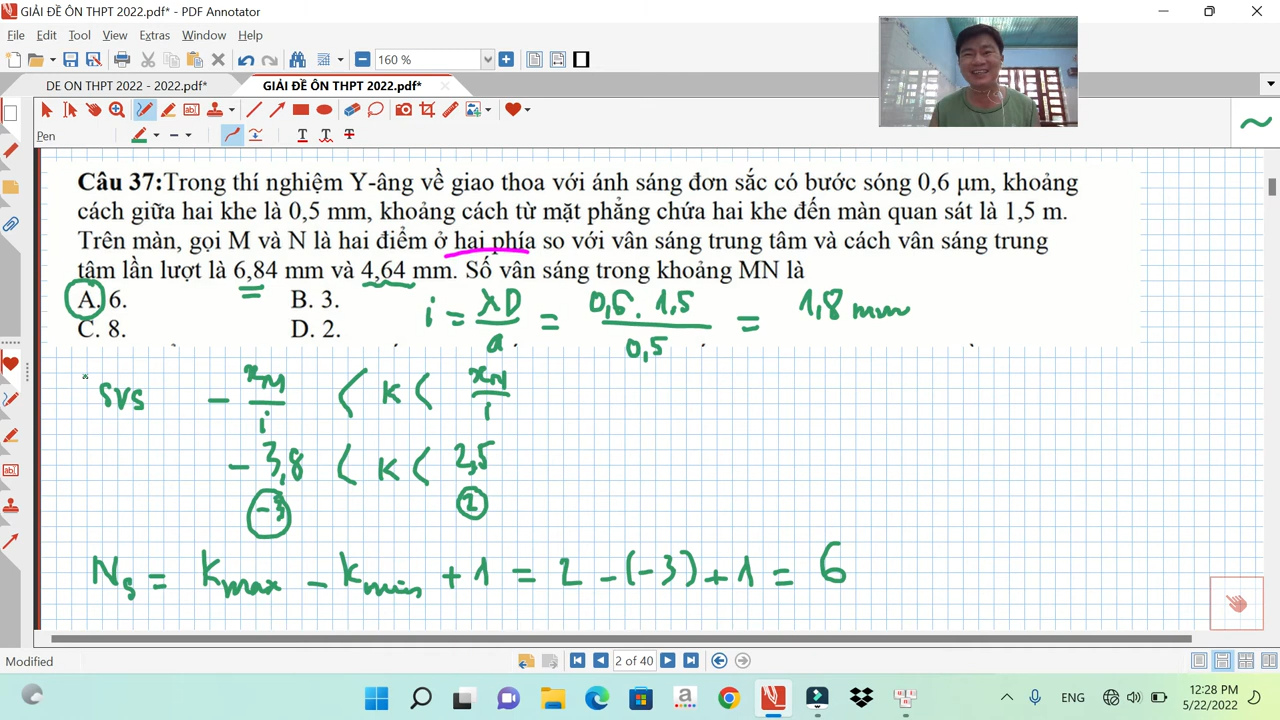 GIẢI ĐỀ ÔN THPT 2022.pdf* - PDF Annotator
File Edit Tool View Extras Window Help
160 %
DE ON THPT 2022 - 2022.pdf*
GIẢI ĐỀ ÔN THPT 2022.pdf*
Pen
Câu 37:Trong thí nghiệm Y-âng về giao thoa với ánh sáng đơn sắc có bước sóng 0,6 μm, khoảng
cách giữa hai khe là 0,5 mm, khoảng cách từ mặt phẳng chứa hai khe đến màn quan sát là 1,5 m.
Trên màn, gọi M và N là hai điểm ở hai phía so với vân sáng trung tâm và cách vân sáng trung
tâm lần lượt là 6,84 mm và 4,64 mm. Số vân sáng trong khoảng MN là
A. 6. B. 3.
C. 8. D. 2.
i = λD/a = 0,6. 1,5/0,5 = 1,8 mm
SVS - xM/i < K < xN/i
- 3,8 < K < 2,5
-3 2
Ns = Kmax - Kmin + 1 = 2 - (-3) + 1 = 6
2 of 40
Modified
ENG
12:28 PM
5/22/2022